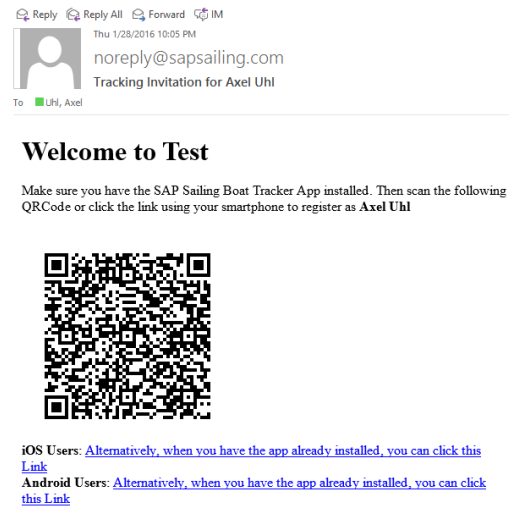 Reply Reply All Forward IM
Thu 1/28/2016 10:05 PM
noreply@sapsailing.com
Tracking Invitation for Axel Uhl
To Uhl, Axel
Welcome to Test
Make sure you have the SAP Sailing Boat Tracker App installed. Then scan the following
QRCode or click the link using your smartphone to register as Axel Uhl
iOS Users: Alternatively, when you have the app already installed, you can click this
Link
Android Users: Alternatively, when you have the app already installed, you can click
this Link